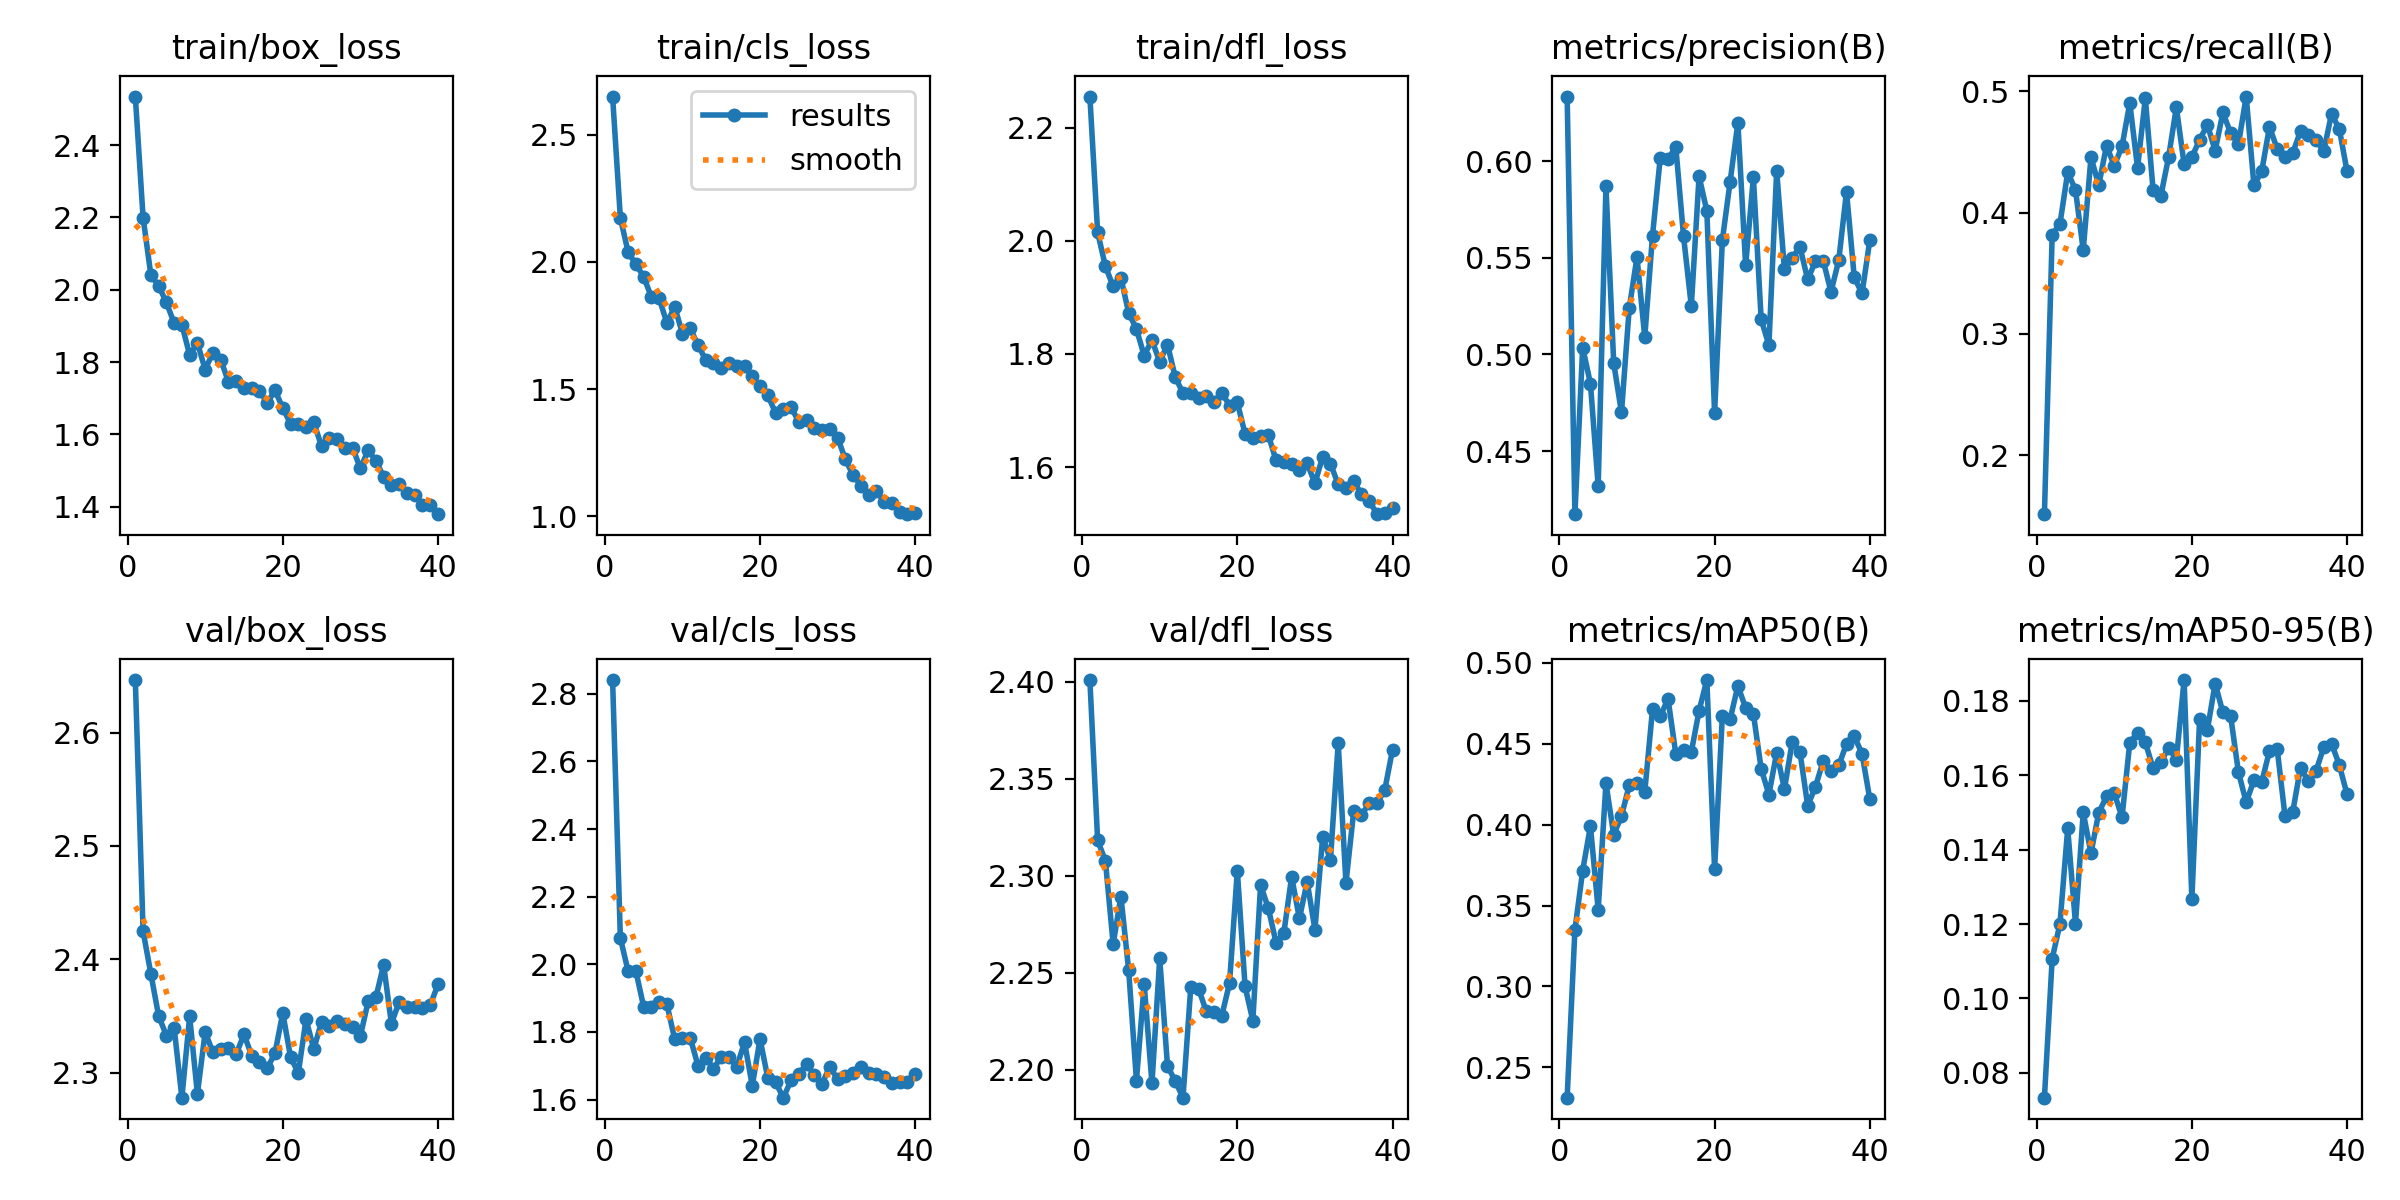 train/box_loss
2.4
2.2
2.0
1.8
1.6
1.4
0 20 40
train/cls_loss
results
smooth
2.5
2.0
1.5
1.0
0 20 40
train/dfl_loss
2.2
2.0
1.8
1.6
0 20 40
metrics/precision(B)
0.60
0.55
0.50
0.45
0 20 40
metrics/recall(B)
0.5
0.4
0.3
0.2
0 20 40
val/box_loss
2.6
2.5
2.4
2.3
0 20 40
val/cls_loss
2.8
2.6
2.4
2.2
2.0
1.8
1.6
0 20 40
val/dfl_loss
2.40
2.35
2.30
2.25
2.20
0 20 40
metrics/mAP50(B)
0.50
0.45
0.40
0.35
0.30
0.25
0 20 40
metrics/mAP50-95(B)
0.18
0.16
0.14
0.12
0.10
0.08
0 20 40